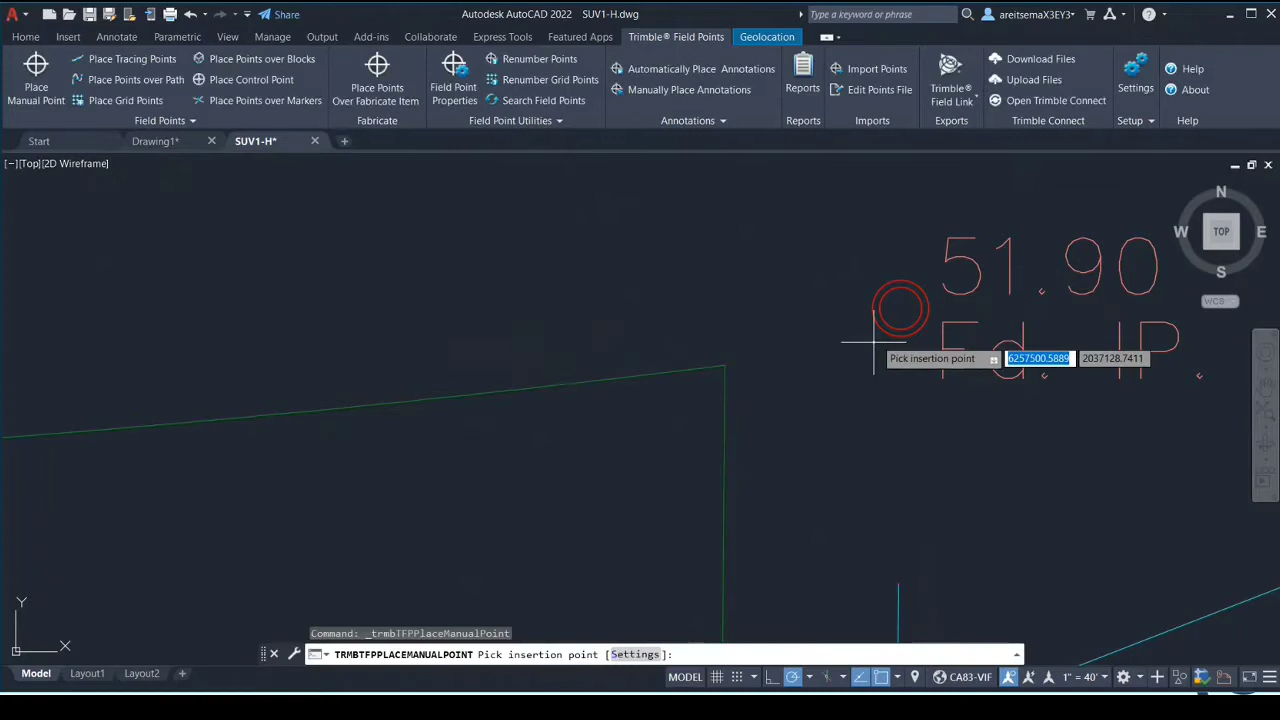 Share
Autodesk AutoCAD 2022 SUV1-H.dwg
Type a keyword or phrase
areitsemaX3EY3
Home Insert Annotate Parametric View Manage Output Add-ins Collaborate Express Tools Featured Apps Trimble® Field Points Geolocation
Place
Manual Point
Place Tracing Points
Place Points over Path
Place Grid Points
Place Points over Blocks
Place Control Point
Place Points over Markers
Field Points
Place Points
Over Fabricate Item
Fabricate
Field Point
Properties
Renumber Points
Renumber Grid Points
Search Field Points
Field Point Utilities
Automatically Place Annotations
Manually Place Annotations
Annotations
Reports
Reports
Import Points
Edit Points File
Imports
Trimble®
Field Link
Exports
Download Files
Upload Files
Open Trimble Connect
Trimble Connect
Settings
Setup
Help
About
Help
Start Drawing1* SUV1-H*
[−][Top][2D Wireframe]
N
W TOP E
S
WCS
51.90
Fd. IP.
Pick insertion point 6257500.5889 2037128.7411
Y
X
Command: _trmbTFPPlaceManualPoint
TRMBTFPPLACEMANUALPOINT Pick insertion point [Settings]:
Model Layout1 Layout2
MODEL CA83-VIF 1" = 40'